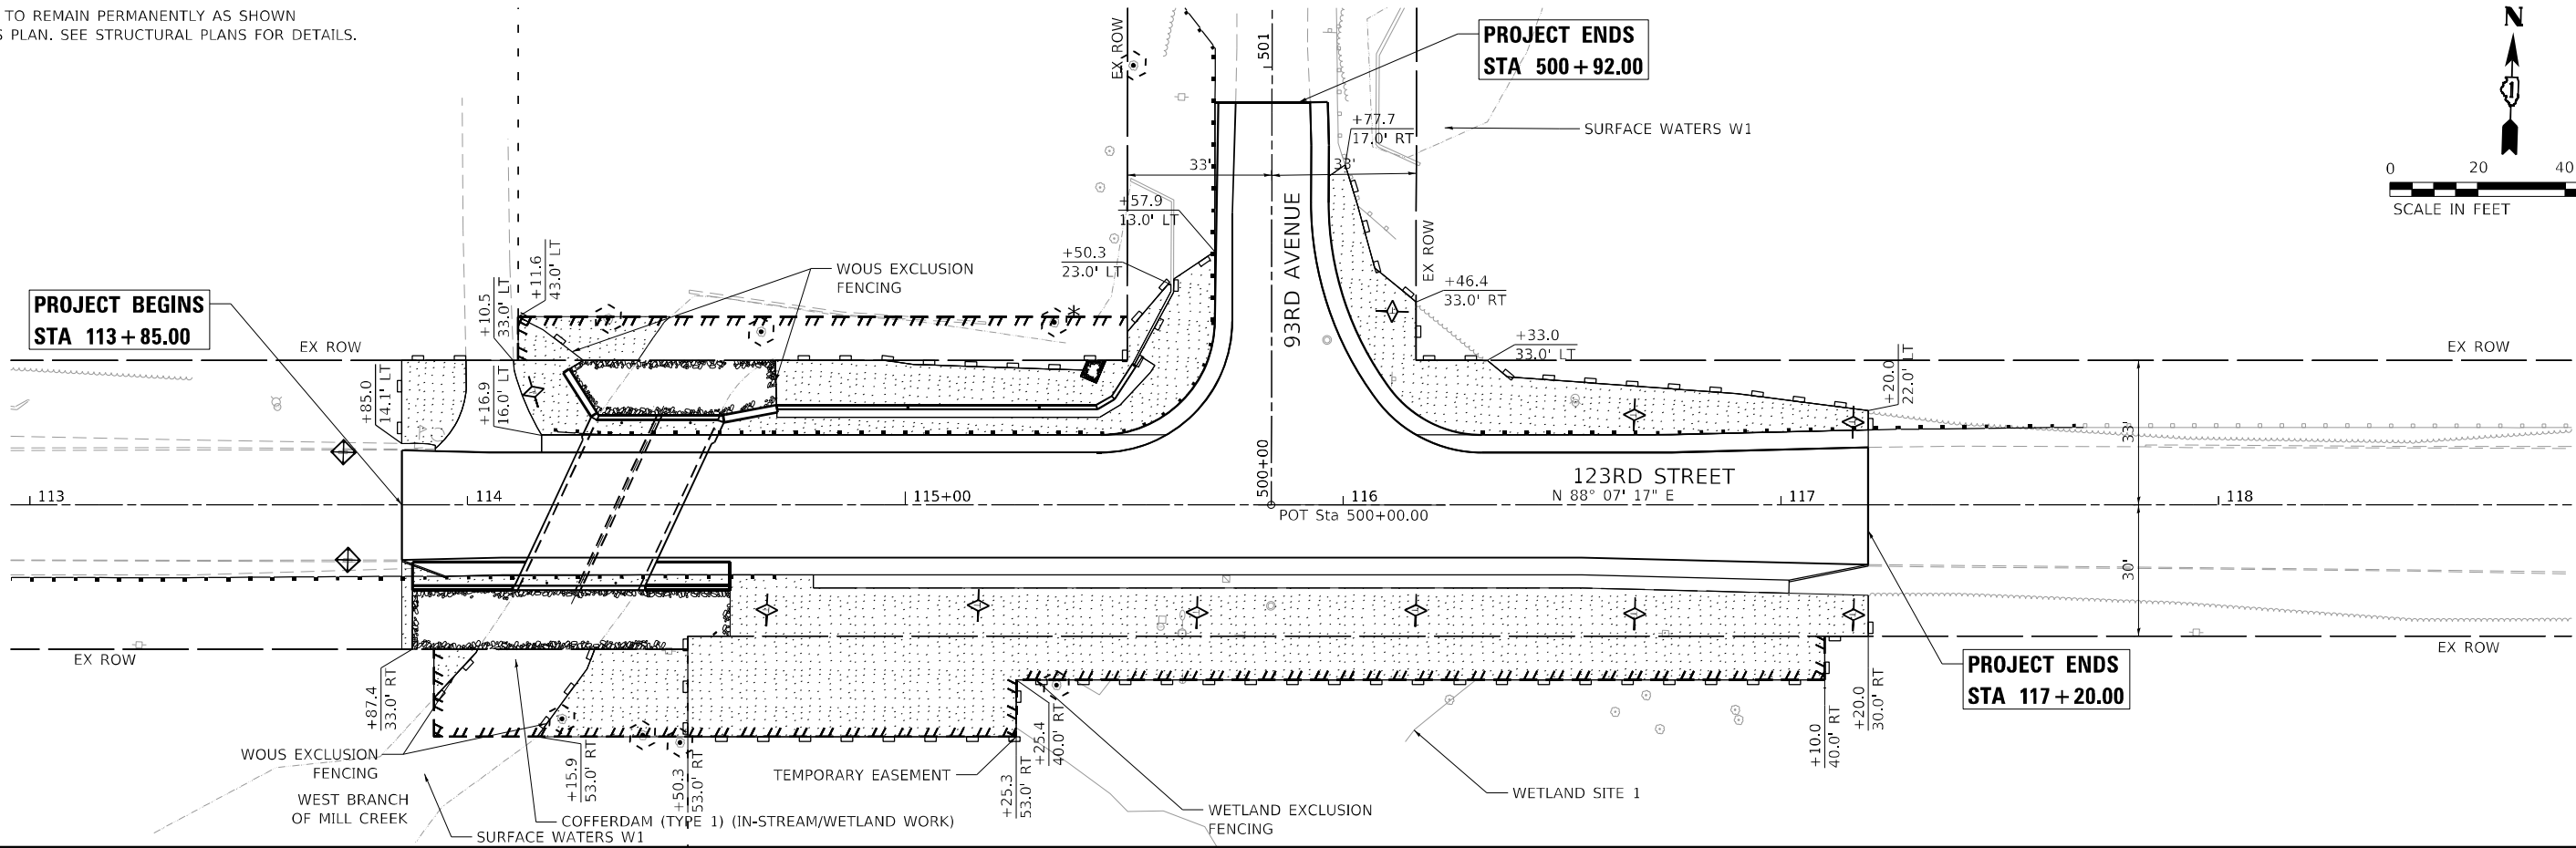 TO REMAIN PERMANENTLY AS SHOWN
S PLAN. SEE STRUCTURAL PLANS FOR DETAILS.
PROJECT BEGINS
STA 113+85.00
EX ROW
+85.0
14.1' LT
+10.5
33.0' LT
+16.9
16.0' LT
+11.6
43.0' LT
WOUS EXCLUSION
FENCING
EX ROW
+57.9
13.0' LT
+50.3
23.0' LT
33'
501
PROJECT ENDS
STA 500+92.00
+77.7
17.0' RT
33'
SURFACE WATERS W1
93RD AVENUE
EX ROW
+46.4
33.0' RT
+33.0
33.0' LT
+20.0
22.0' LT
EX ROW
33'
N
1
0 20 40
SCALE IN FEET
113
114
115+00
500+00
116
117
118
POT Sta 500+00.00
123RD STREET
N 88° 07' 17" E
30'
EX ROW
EX ROW
+87.4
33.0' RT
WOUS EXCLUSION
FENCING
WEST BRANCH
OF MILL CREEK
SURFACE WATERS W1
+15.9
53.0' RT
COFFERDAM (TYPE 1) (IN-STREAM/WETLAND WORK)
+50.3
53.0' RT
TEMPORARY EASEMENT
+25.3
53.0' RT
+25.4
40.0' RT
WETLAND EXCLUSION
FENCING
WETLAND SITE 1
+10.0
40.0' RT
+20.0
30.0' RT
PROJECT ENDS
STA 117+20.00